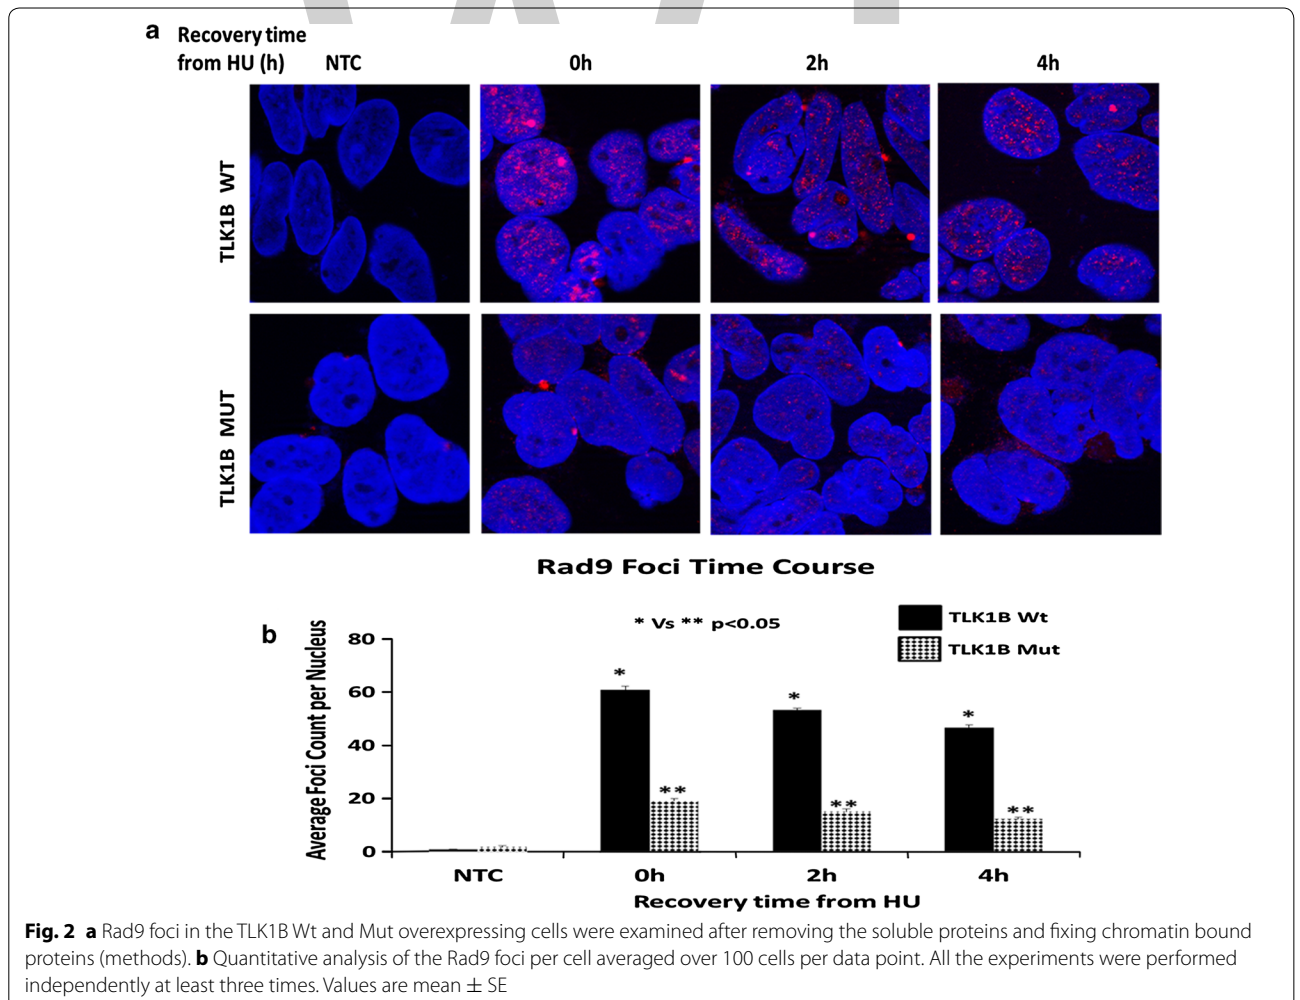 a Recovery time
from HU (h) NTC 0h 2h 4h
TLK1B WT
TLK1B MUT
Rad9 Foci Time Course
b
* Vs ** p<0.05
TLK1B Wt
TLK1B Mut
Average Foci Count per Nucleus
80
60
40
20
0
* ** * ** * **
NTC 0h 2h 4h
Recovery time from HU
Fig. 2 a Rad9 foci in the TLK1B Wt and Mut overexpressing cells were examined after removing the soluble proteins and fixing chromatin bound
proteins (methods). b Quantitative analysis of the Rad9 foci per cell averaged over 100 cells per data point. All the experiments were performed
independently at least three times. Values are mean ± SE